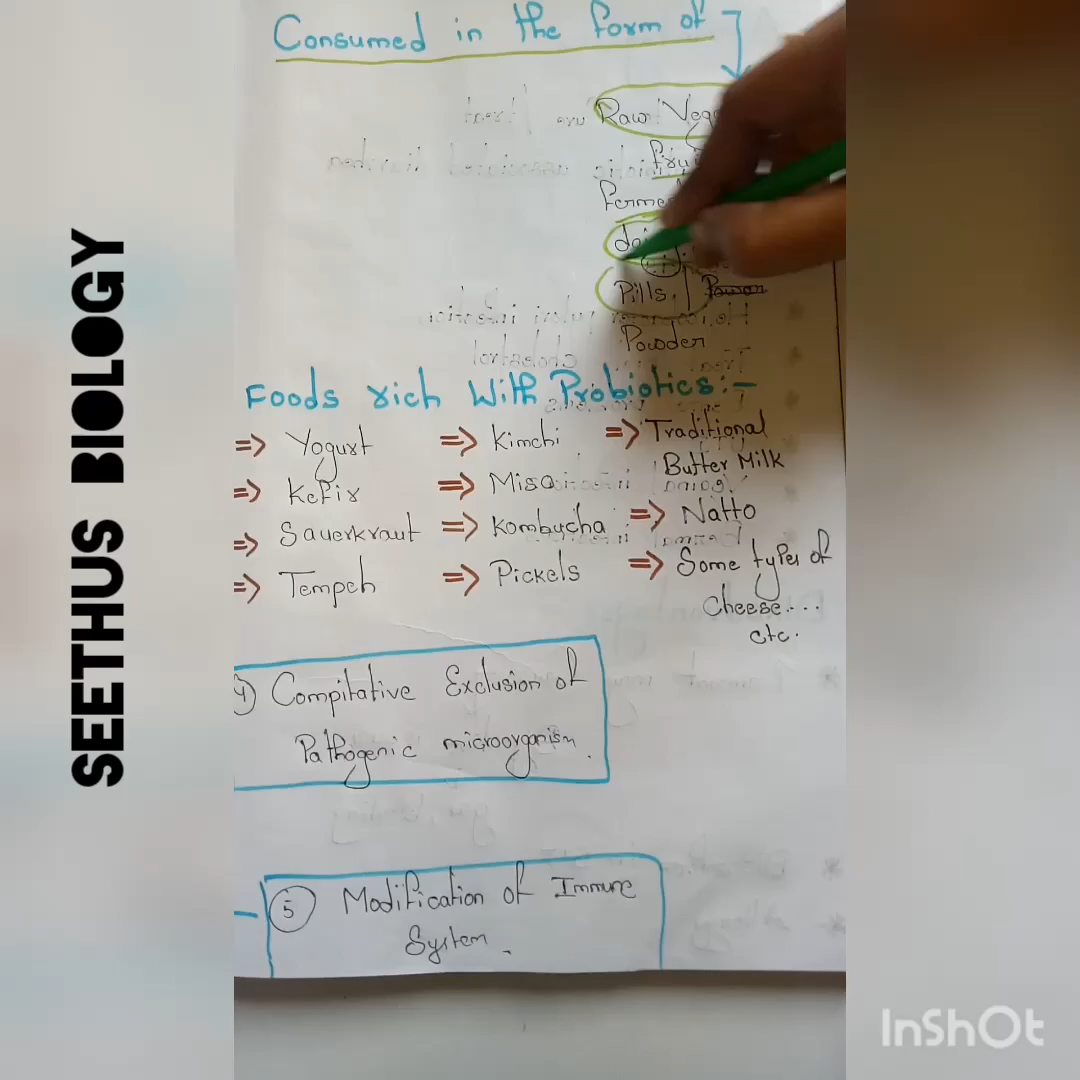 Consumed in the form of
Raw
Pills,
Powder
Foods rich With Probiotics:-
=> Yogurt
=> Kefir
=> Sauerkraut
=> Tempeh
=> Kimchi
=> Miso
=> Kombucha
=> Pickels
=> Traditional
Butter Milk
=> Natto
=> Some types of
Cheese....
etc.
4) Compitative Exclusion of
Pathogenic microorganism.
5 Modification of Immune
System.
SEETHUS BIOLOGY
InShOt